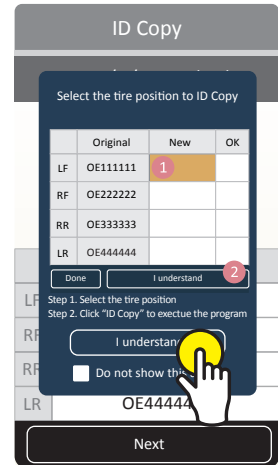 ID Copy
Select the tire position to ID Copy
Original New OK
LF OE111111 1
RF OE222222
RR OE333333
LR OE444444
Done I understand 2
Step 1. Select the tire position
Step 2. Click “ID Copy” to exectue the program
I understand
Do not show this
LF
RF
RR
LR OE44444
Next